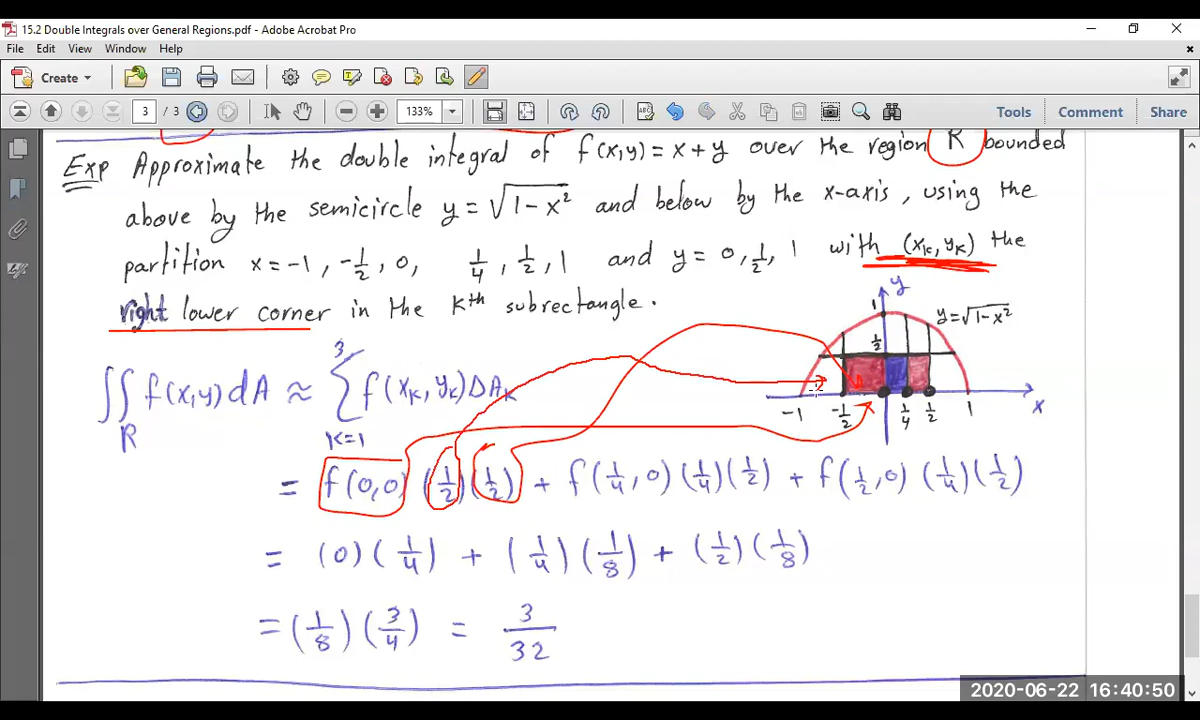 15.2 Double Integrals over General Regions.pdf - Adobe Acrobat Pro
File Edit View Window Help
Create
3 / 3 133% Tools Comment Share
Exp Approximate the double integral of f(x,y) = x + y over the region R bounded
above by the semicircle y = √(1-x²) and below by the x-axis, using the
partition x = -1, -1/2, 0, 1/4, 1/2, 1 and y = 0, 1/2, 1 with (xk, yk) the
right lower corner in the kth subrectangle.
y
1
y = √(1-x²)
1/2
-1 -1/2 1/4 1/2 1 x
∬R f(x,y) dA ≈ ∑ k=1 3 f(xk, yk) ΔAk
= f(0,0) (1/2)(1/2) + f(1/4, 0) (1/4)(1/2) + f(1/2, 0) (1/4)(1/2)
= (0)(1/4) + (1/4)(1/8) + (1/2)(1/8)
= (1/8)(3/4) = 3/32
2020-06-22 16:40:50